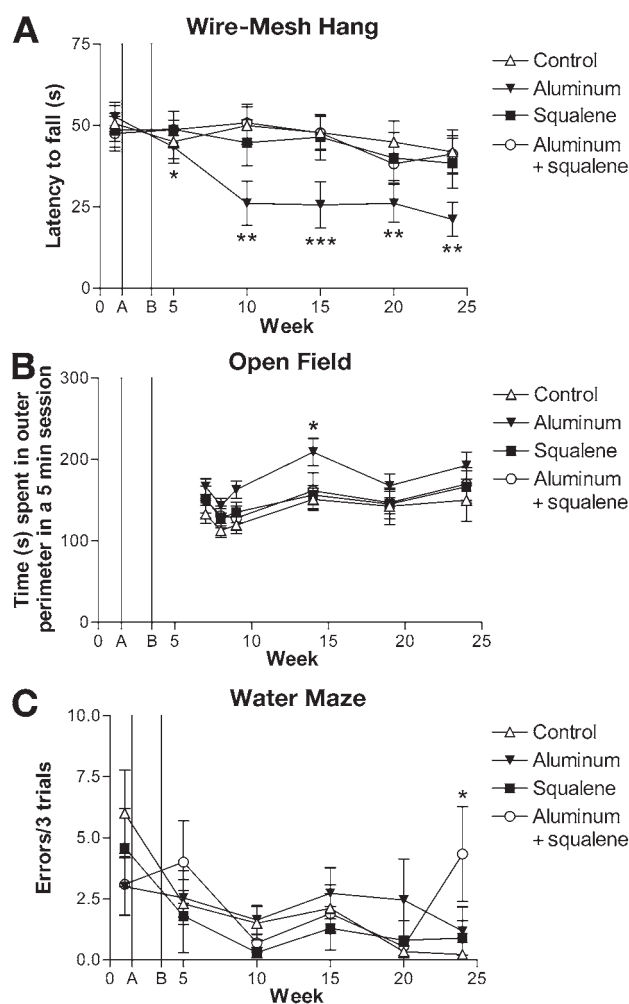 A
Wire-Mesh Hang
75
50
25
0
Latency to fall (s)
*
**
***
**
**
0 A B 5 10 15 20 25
Week
Control
Aluminum
Squalene
Aluminum
+ squalene
B
Open Field
300
200
100
0
Time (s) spent in outer
perimeter in a 5 min session
*
0 A B 5 10 15 20 25
Week
Control
Aluminum
Squalene
Aluminum
+ squalene
C
Water Maze
10.0
7.5
5.0
2.5
0.0
Errors/3 trials
*
0 A B 5 10 15 20 25
Week
Control
Aluminum
Squalene
Aluminum
+ squalene